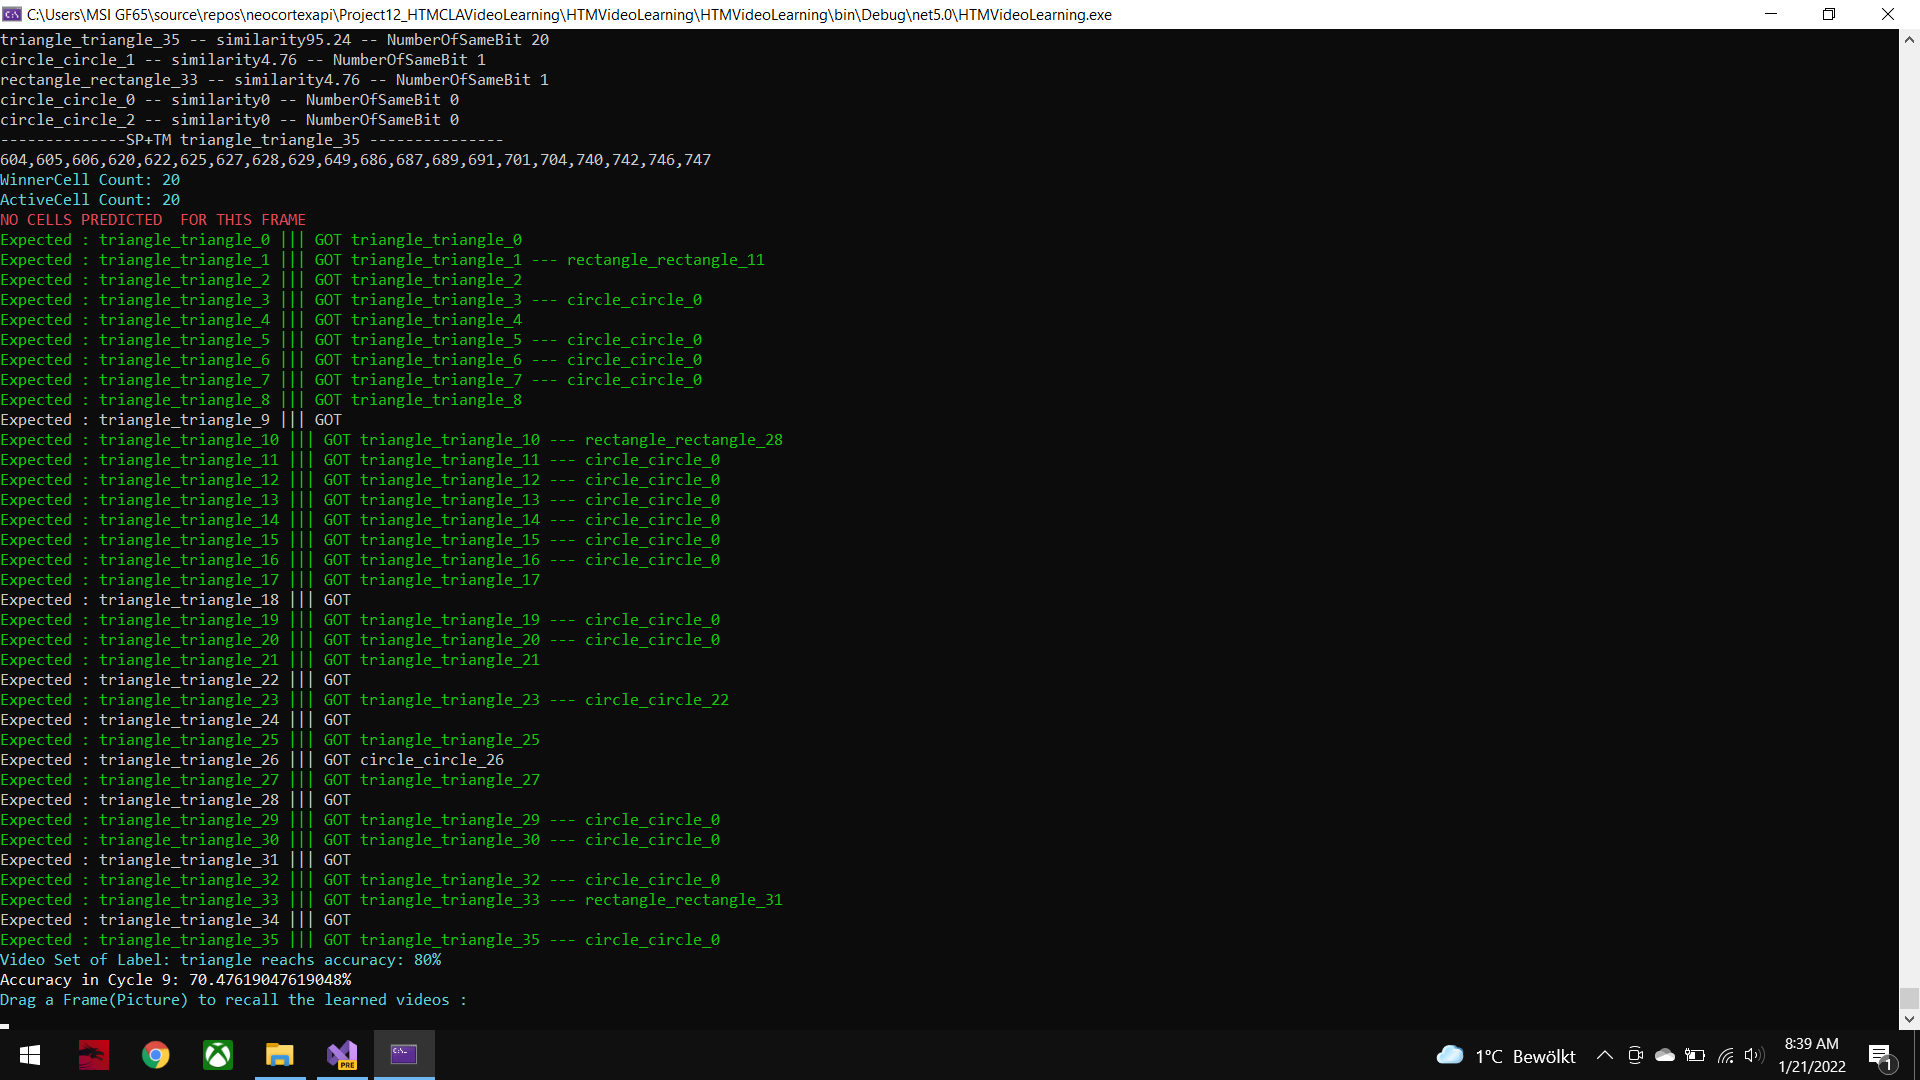 C:\Users\MSI GF65\source\repos\neocortexapi\Project12_HTMCLAVideoLearning\HTMVideoLearning\HTMVideoLearning\bin\Debug\net5.0\HTMVideoLearning.exe
triangle_triangle_35 -- similarity95.24 -- NumberOfSameBit 20
circle_circle_1 -- similarity4.76 -- NumberOfSameBit 1
rectangle_rectangle_33 -- similarity4.76 -- NumberOfSameBit 1
circle_circle_0 -- similarity0 -- NumberOfSameBit 0
circle_circle_2 -- similarity0 -- NumberOfSameBit 0
--------------SP+TM triangle_triangle_35 ---------------
604,605,606,620,622,625,627,628,629,649,686,687,689,691,701,704,740,742,746,747
WinnerCell Count: 20
ActiveCell Count: 20
NO CELLS PREDICTED  FOR THIS FRAME
Expected : triangle_triangle_0 ||| GOT triangle_triangle_0
Expected : triangle_triangle_1 ||| GOT triangle_triangle_1 --- rectangle_rectangle_11
Expected : triangle_triangle_2 ||| GOT triangle_triangle_2
Expected : triangle_triangle_3 ||| GOT triangle_triangle_3 --- circle_circle_0
Expected : triangle_triangle_4 ||| GOT triangle_triangle_4
Expected : triangle_triangle_5 ||| GOT triangle_triangle_5 --- circle_circle_0
Expected : triangle_triangle_6 ||| GOT triangle_triangle_6 --- circle_circle_0
Expected : triangle_triangle_7 ||| GOT triangle_triangle_7 --- circle_circle_0
Expected : triangle_triangle_8 ||| GOT triangle_triangle_8
Expected : triangle_triangle_9 ||| GOT
Expected : triangle_triangle_10 ||| GOT triangle_triangle_10 --- rectangle_rectangle_28
Expected : triangle_triangle_11 ||| GOT triangle_triangle_11 --- circle_circle_0
Expected : triangle_triangle_12 ||| GOT triangle_triangle_12 --- circle_circle_0
Expected : triangle_triangle_13 ||| GOT triangle_triangle_13 --- circle_circle_0
Expected : triangle_triangle_14 ||| GOT triangle_triangle_14 --- circle_circle_0
Expected : triangle_triangle_15 ||| GOT triangle_triangle_15 --- circle_circle_0
Expected : triangle_triangle_16 ||| GOT triangle_triangle_16 --- circle_circle_0
Expected : triangle_triangle_17 ||| GOT triangle_triangle_17
Expected : triangle_triangle_18 ||| GOT
Expected : triangle_triangle_19 ||| GOT triangle_triangle_19 --- circle_circle_0
Expected : triangle_triangle_20 ||| GOT triangle_triangle_20 --- circle_circle_0
Expected : triangle_triangle_21 ||| GOT triangle_triangle_21
Expected : triangle_triangle_22 ||| GOT
Expected : triangle_triangle_23 ||| GOT triangle_triangle_23 --- circle_circle_22
Expected : triangle_triangle_24 ||| GOT
Expected : triangle_triangle_25 ||| GOT triangle_triangle_25
Expected : triangle_triangle_26 ||| GOT circle_circle_26
Expected : triangle_triangle_27 ||| GOT triangle_triangle_27
Expected : triangle_triangle_28 ||| GOT
Expected : triangle_triangle_29 ||| GOT triangle_triangle_29 --- circle_circle_0
Expected : triangle_triangle_30 ||| GOT triangle_triangle_30 --- circle_circle_0
Expected : triangle_triangle_31 ||| GOT
Expected : triangle_triangle_32 ||| GOT triangle_triangle_32 --- circle_circle_0
Expected : triangle_triangle_33 ||| GOT triangle_triangle_33 --- rectangle_rectangle_31
Expected : triangle_triangle_34 ||| GOT
Expected : triangle_triangle_35 ||| GOT triangle_triangle_35 --- circle_circle_0
Video Set of Label: triangle reachs accuracy: 80%
Accuracy in Cycle 9: 70.47619047619048%
Drag a Frame(Picture) to recall the learned videos :
PRE
1°C Bewölkt
8:39 AM
1/21/2022
1